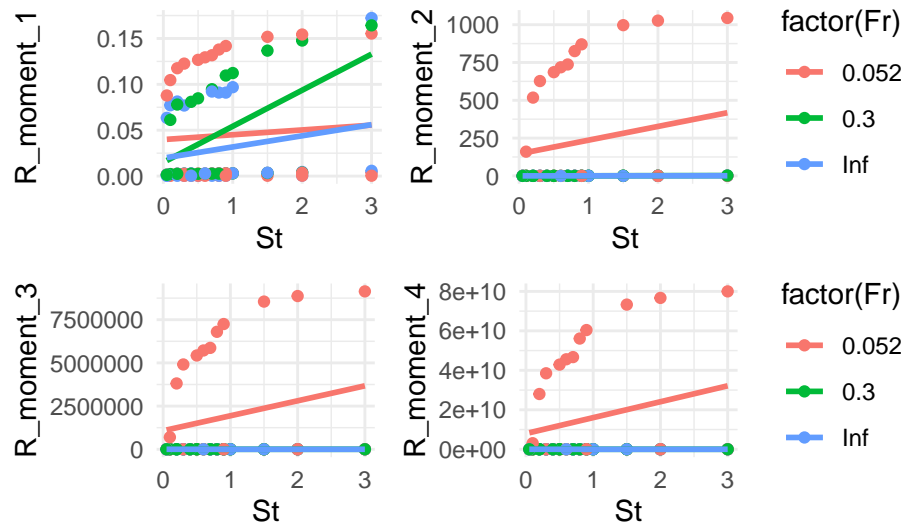 R_moment_1
0.15
0.10
0.05
0.00
0 1 2 3
St
R_moment_2
1000
750
500
250
0
0 1 2 3
St
factor(Fr)
0.052
0.3
Inf
R_moment_3
7500000
5000000
2500000
0
0 1 2 3
St
R_moment_4
8e+10
6e+10
4e+10
2e+10
0e+00
0 1 2 3
St
factor(Fr)
0.052
0.3
Inf